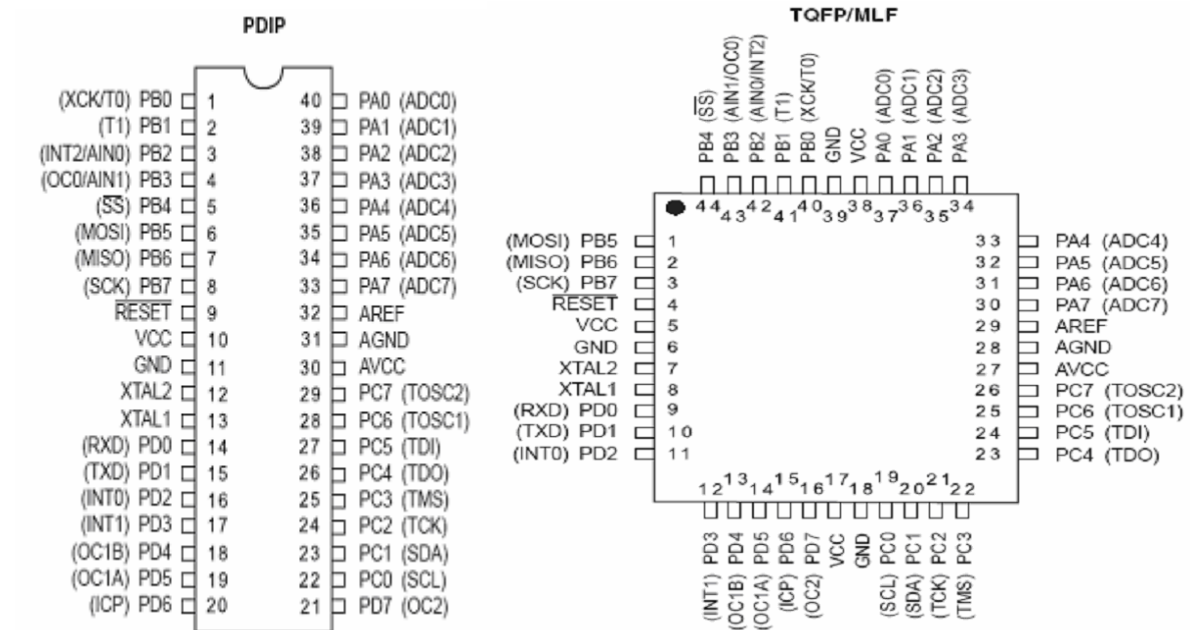 PDIP
(XCK/T0) PB0 1 40 PA0 (ADC0)
(T1) PB1 2 39 PA1 (ADC1)
(INT2/AIN0) PB2 3 38 PA2 (ADC2)
(OC0/AIN1) PB3 4 37 PA3 (ADC3)
(SS) PB4 5 36 PA4 (ADC4)
(MOSI) PB5 6 35 PA5 (ADC5)
(MISO) PB6 7 34 PA6 (ADC6)
(SCK) PB7 8 33 PA7 (ADC7)
RESET 9 32 AREF
VCC 10 31 AGND
GND 11 30 AVCC
XTAL2 12 29 PC7 (TOSC2)
XTAL1 13 28 PC6 (TOSC1)
(RXD) PD0 14 27 PC5 (TDI)
(TXD) PD1 15 26 PC4 (TDO)
(INT0) PD2 16 25 PC3 (TMS)
(INT1) PD3 17 24 PC2 (TCK)
(OC1B) PD4 18 23 PC1 (SDA)
(OC1A) PD5 19 22 PC0 (SCL)
(ICP) PD6 20 21 PD7 (OC2)
TQFP/MLF
PB4 (SS)
PB3 (AIN1/OC0)
PB2 (AIN0/INT2)
PB1 (T1)
PB0 (XCK/T0)
GND
VCC
PA0 (ADC0)
PA1 (ADC1)
PA2 (ADC2)
PA3 (ADC3)
44 43 42 41 40 39 38 37 36 35 34
(MOSI) PB5 1 33 PA4 (ADC4)
(MISO) PB6 2 32 PA5 (ADC5)
(SCK) PB7 3 31 PA6 (ADC6)
RESET 4 30 PA7 (ADC7)
VCC 5 29 AREF
GND 6 28 AGND
XTAL2 7 27 AVCC
XTAL1 8 26 PC7 (TOSC2)
(RXD) PD0 9 25 PC6 (TOSC1)
(TXD) PD1 10 24 PC5 (TDI)
(INT0) PD2 11 23 PC4 (TDO)
12 13 14 15 16 17 18 19 20 21 22
(INT1) PD3
(OC1B) PD4
(OC1A) PD5
(ICP) PD6
(OC2) PD7
VCC
GND
(SCL) PC0
(SDA) PC1
(TCK) PC2
(TMS) PC3